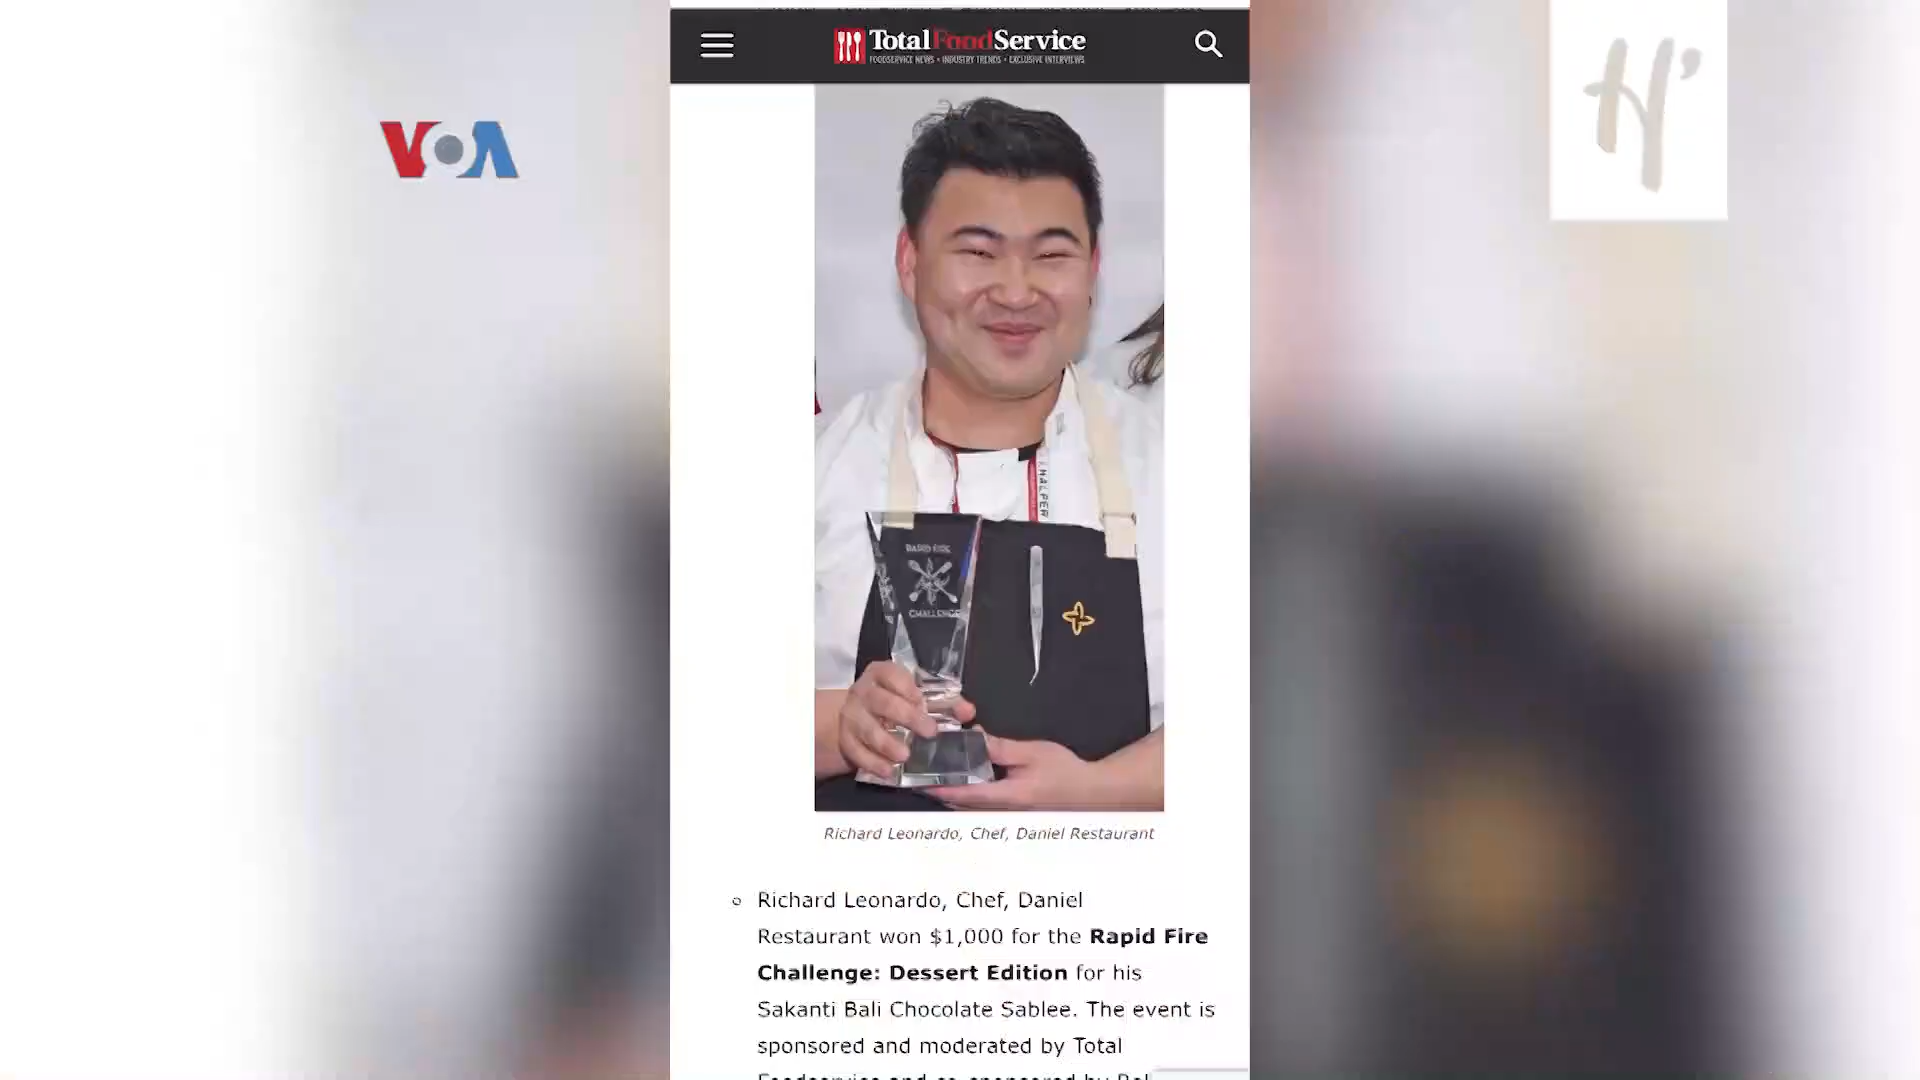 TotalFoodService
FOODSERVICE NEWS • INDUSTRY TRENDS • EXCLUSIVE INTERVIEWS
VOA
H'
HALPER
RAPID FIRE
CHALLENGE
Richard Leonardo, Chef, Daniel Restaurant
Richard Leonardo, Chef, Daniel
Restaurant won $1,000 for the Rapid Fire
Challenge: Dessert Edition for his
Sakanti Bali Chocolate Sablee. The event is
sponsored and moderated by Total